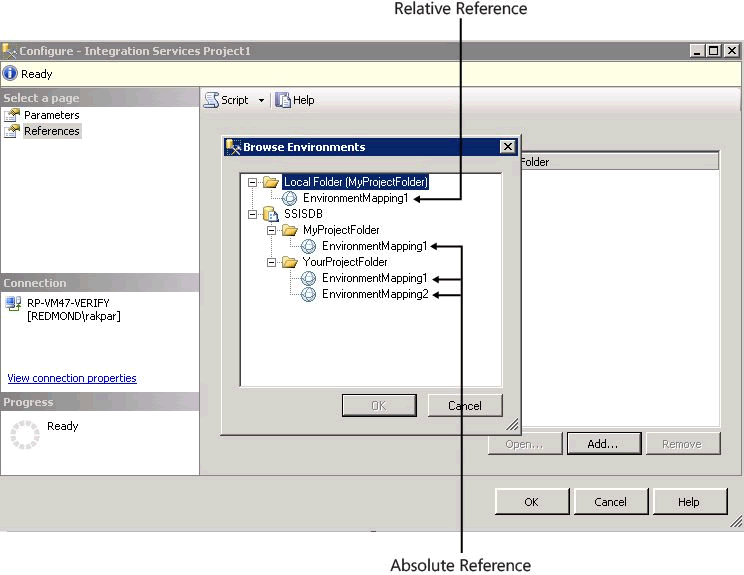 Relative Reference
Configure - Integration Services Project1
Ready
Select a page
Parameters
References
Script
Help
Browse Environments
Folder
Local Folder (MyProjectFolder)
EnvironmentMapping1
SSISDB
MyProjectFolder
EnvironmentMapping1
YourProjectFolder
EnvironmentMapping1
EnvironmentMapping2
OK
Cancel
Connection
RP-VM47-VERIFY
[REDMOND\rakpar]
View connection properties
Progress
Ready
Open...
Add...
Remove
OK
Cancel
Help
Absolute Reference